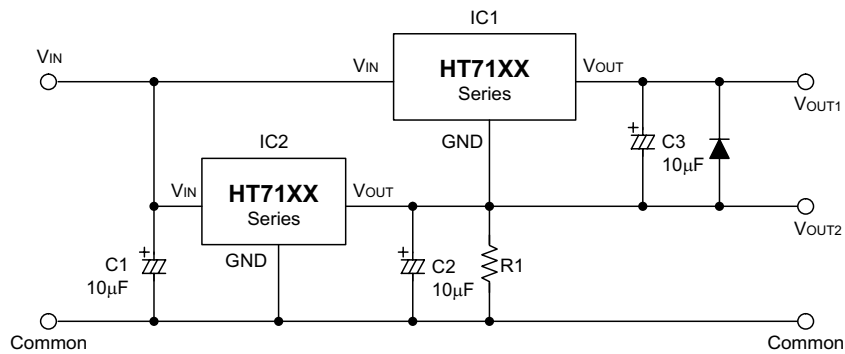 IC1
VIN
VIN
HT71XX
Series
VOUT
VOUT1
GND
C3
10μF
IC2
VIN
HT71XX
Series
VOUT
VOUT2
GND
C1
10μF
C2
10μF
R1
Common
Common